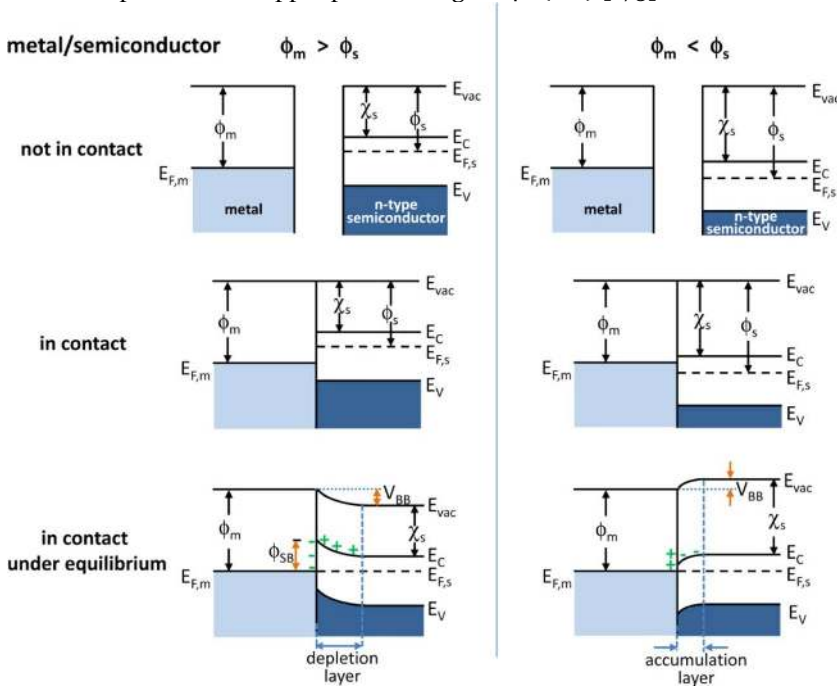 metal/semiconductor
ϕm > ϕs
ϕm < ϕs
not in contact
ϕm
EF,m
metal
χs
ϕs
Evac
EC
EF,s
EV
n-type
semiconductor
ϕm
EF,m
metal
χs
ϕs
Evac
EC
EF,s
EV
n-type
semiconductor
in contact
ϕm
EF,m
χs
ϕs
Evac
EC
EF,s
EV
ϕm
EF,m
χs
ϕs
Evac
EC
EF,s
EV
in contact
under equilibrium
ϕm
EF,m
ϕSB
VBB
Evac
χs
EC
EF,s
EV
depletion
layer
ϕm
EF,m
VBB
Evac
χs
EC
EF,s
EV
accumulation
layer